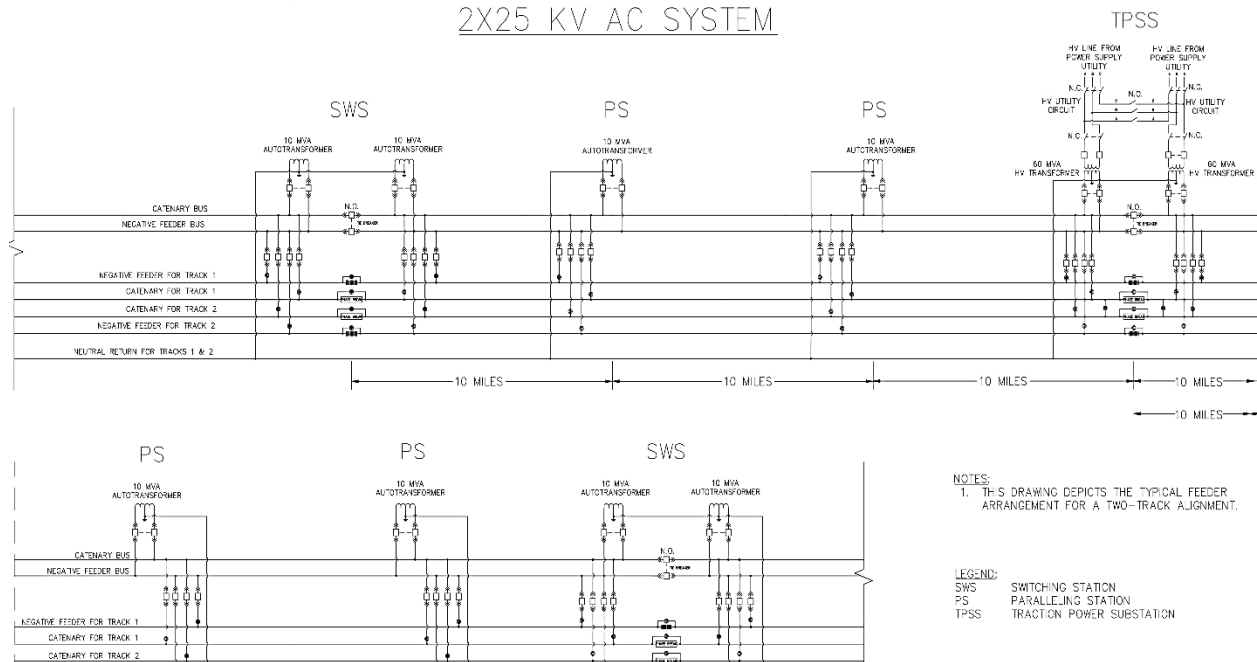 2X25 KV AC SYSTEM
TPSS
HV LINE FROM
POWER SUPPLY
UTILITY
HV LINE FROM
POWER SUPPLY
UTILITY
N.C.
N.O.
N.C.
HV UTILITY
CIRCUIT
HV UTILITY
CIRCUIT
N.C.
N.C.
60 MVA
HV TRANSFORMER
60 MVA
HV TRANSFORMER
N.O.
TIE BREAKER
SWS
10 MVA
AUTOTRANSFORMER
10 MVA
AUTOTRANSFORMER
PS
10 MVA
AUTOTRANSFORMER
PS
10 MVA
AUTOTRANSFORMER
CATENARY BUS
N.O.
NEGATIVE FEEDER BUS
TIE BREAKER
NEGATIVE FEEDER FOR TRACK 1
CATENARY FOR TRACK 1
CATENARY FOR TRACK 2
NEGATIVE FEEDER FOR TRACK 2
NEUTRAL RETURN FOR TRACKS 1 & 2
10 MILES
10 MILES
10 MILES
10 MILES
10 MILES
PS
10 MVA
AUTOTRANSFORMER
PS
10 MVA
AUTOTRANSFORMER
SWS
10 MVA
AUTOTRANSFORMER
10 MVA
AUTOTRANSFORMER
CATENARY BUS
N.O.
NEGATIVE FEEDER BUS
TIE BREAKER
NEGATIVE FEEDER FOR TRACK 1
CATENARY FOR TRACK 1
CATENARY FOR TRACK 2
NOTES:
1. THIS DRAWING DEPICTS THE TYPICAL FEEDER
ARRANGEMENT FOR A TWO-TRACK ALIGNMENT.
LEGEND:
SWS SWITCHING STATION
PS PARALLELING STATION
TPSS TRACTION POWER SUBSTATION